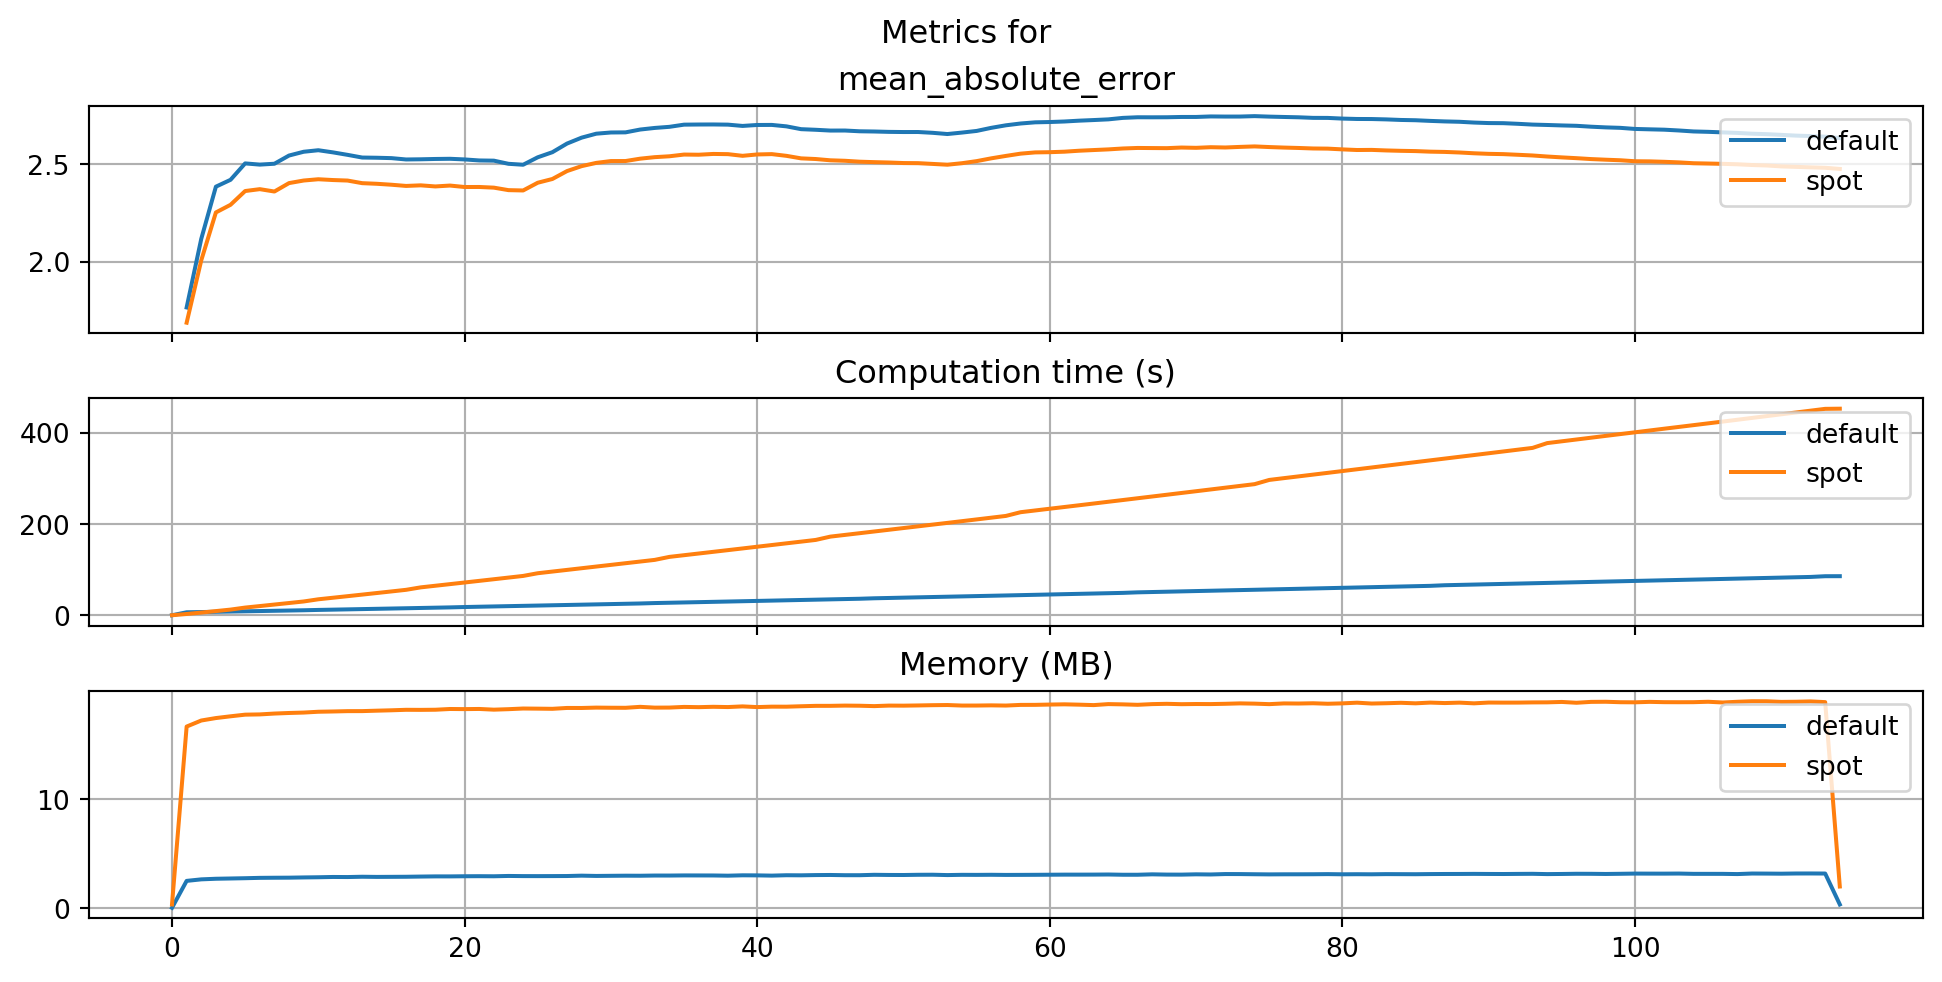 Metrics for
mean_absolute_error
2.5
2.0
default
spot
Computation time (s)
400
200
0
default
spot
Memory (MB)
10
0
default
spot
0 20 40 60 80 100